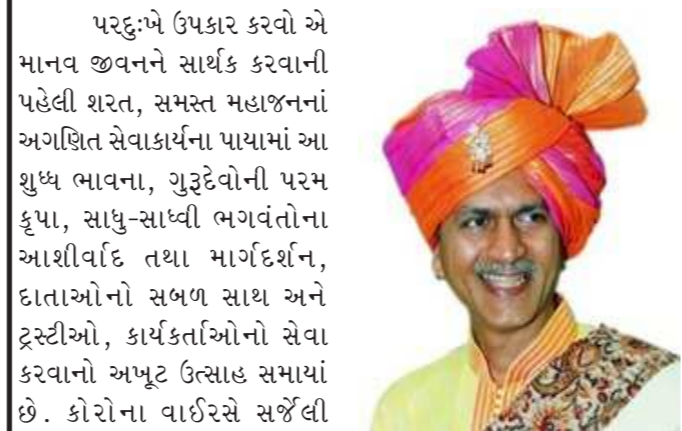 પરદુઃખે ઉપકાર કરવો એ
માનવ જીવનને સાર્થક કરવાની
પહેલી શરત, સમસ્ત મહાજનનાં
અગણિત સેવાકાર્યના પાયામાં આ
શુધ્ધ ભાવના, ગુરૂદેવોની પરમ
કૃપા, સાધુ-સાધ્વી ભગવંતોના
આશીર્વાદ તથા માર્ગદર્શન,
દાતાઓનો સબળ સાથ અને
ટ્રસ્ટીઓ, કાર્યકર્તાઓનો સેવા
કરવાનો અખૂટ ઉત્સાહ સમાયાં
છે. કોરોના વાઈરસે સર્જેલી